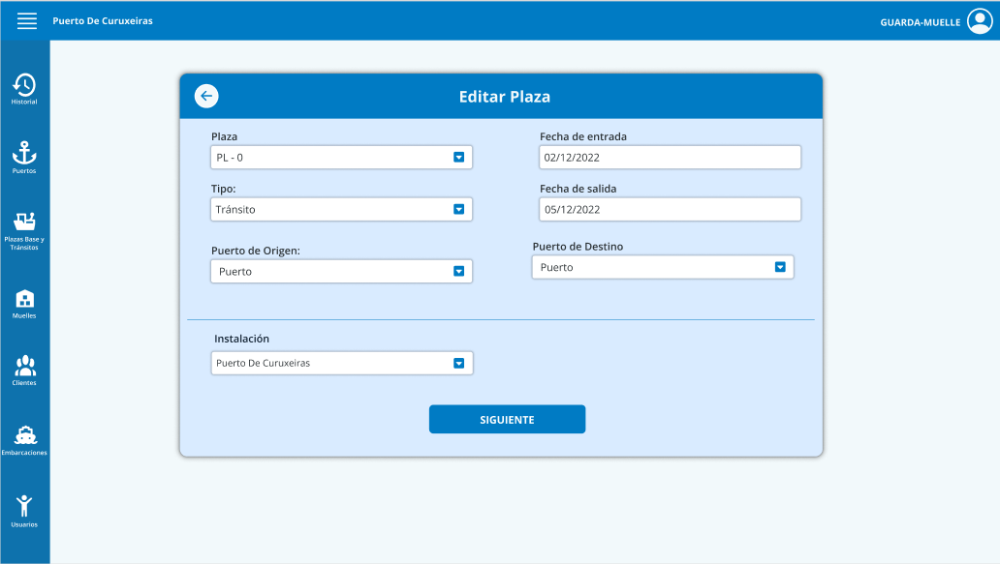 Puerto De Curuxeiras
GUARDA-MUELLE
Historial
Puertos
Plazas Base y
Tránsitos
Muelles
Clientes
Embarcaciones
Usuarios
Editar Plaza
Plaza
PL - 0
Fecha de entrada
02/12/2022
Tipo:
Tránsito
Fecha de salida
05/12/2022
Puerto de Origen:
Puerto
Puerto de Destino
Puerto
Instalación
Puerto De Curuxeiras
SIGUIENTE